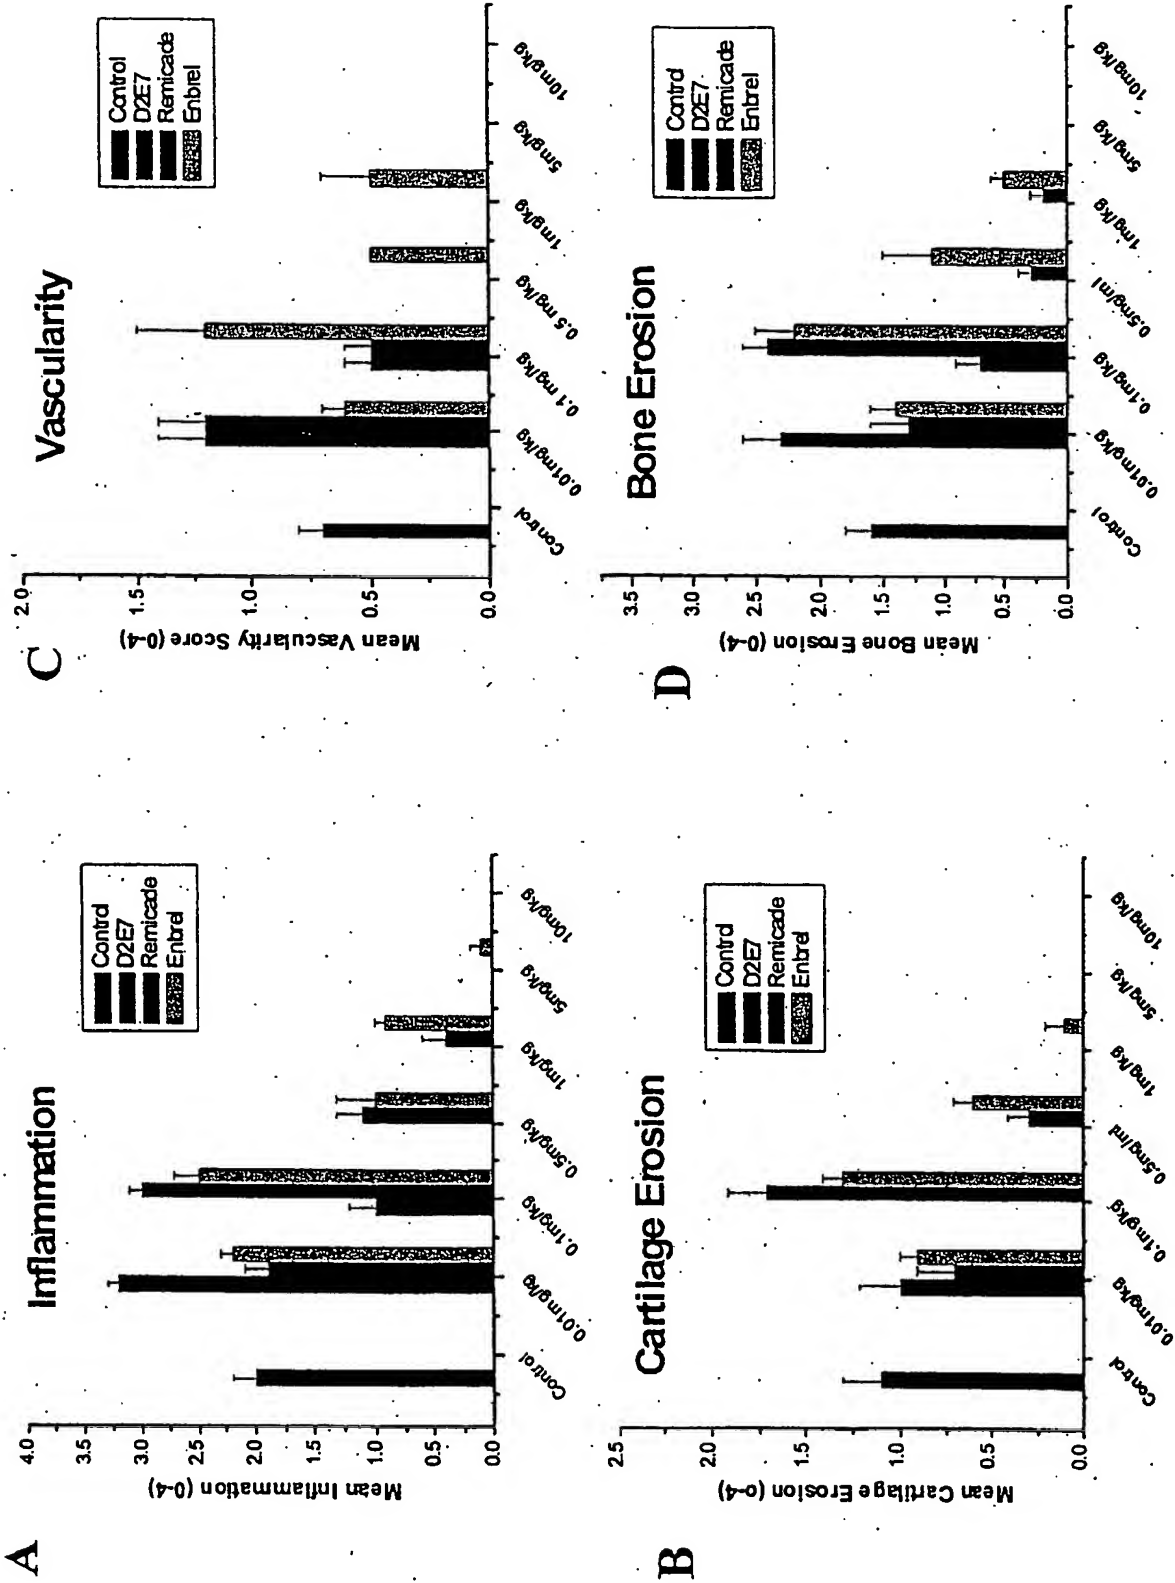 A
Inflammation
Mean Inflammation (0-4)
4.0
3.5
3.0
2.5
2.0
1.5
1.0
0.5
0.0
Control
D2E7
Remicade
Enbrel
Control
0.01mg/kg
0.1mg/kg
0.5mg/kg
1mg/kg
5mg/kg
10mg/kg
C
Vascularity
Mean Vascularity Score (0-4)
2.0
1.5
1.0
0.5
0.0
Control
D2E7
Remicade
Enbrel
Control
0.01mg/kg
0.1 mg/kg
0.5 mg/kg
1mg/kg
5mg/kg
10mg/kg
B
Cartilage Erosion
Mean Cartilage Erosion (o-4)
2.5
2.0
1.5
1.0
0.5
0.0
Control
D2E7
Remicade
Enbrel
Control
0.01mg/kg
0.1mg/kg
0.5mg/ml
1mg/kg
5mg/kg
10mg/kg
D
Bone Erosion
Mean Bone Erosion (0-4)
3.5
3.0
2.5
2.0
1.5
1.0
0.5
0.0
Control
D2E7
Remicade
Enbrel
Control
0.01mg/kg
0.1mg/kg
0.5mg/ml
1mg/kg
5mg/kg
10mg/kg